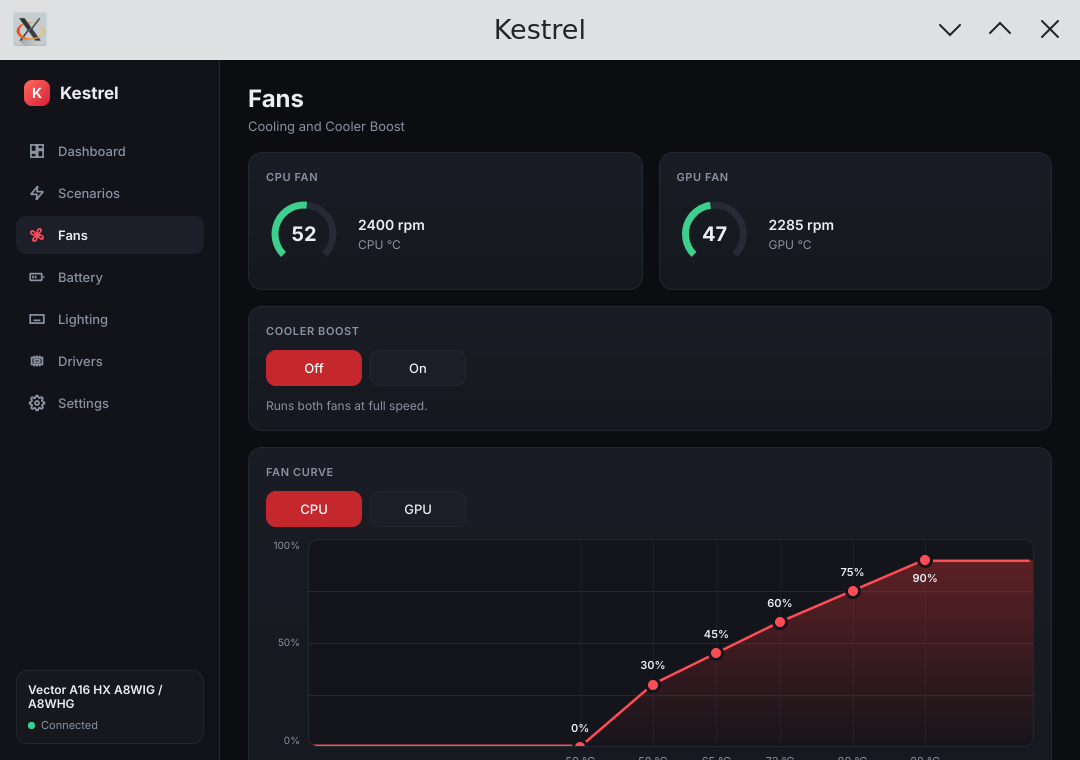 Kestrel
K Kestrel
Dashboard
Scenarios
Fans
Battery
Lighting
Drivers
Settings
Vector A16 HX A8WIG /
A8WHG
Connected
Fans
Cooling and Cooler Boost
CPU FAN
52
2400 rpm
CPU °C
GPU FAN
47
2285 rpm
GPU °C
COOLER BOOST
Off On
Runs both fans at full speed.
FAN CURVE
CPU GPU
100%
50%
0%
0%
30%
45%
60%
75%
90%